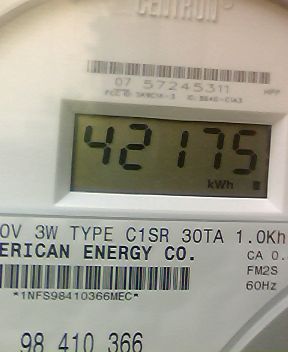 CENTRON
07 57245311
42175
kWh
0V 3W TYPE C1SR 30TA 1.0Kh
ERICAN ENERGY CO.
CA 0.
FM2S
*1NFS98410366MEC*
60Hz
98 410 366